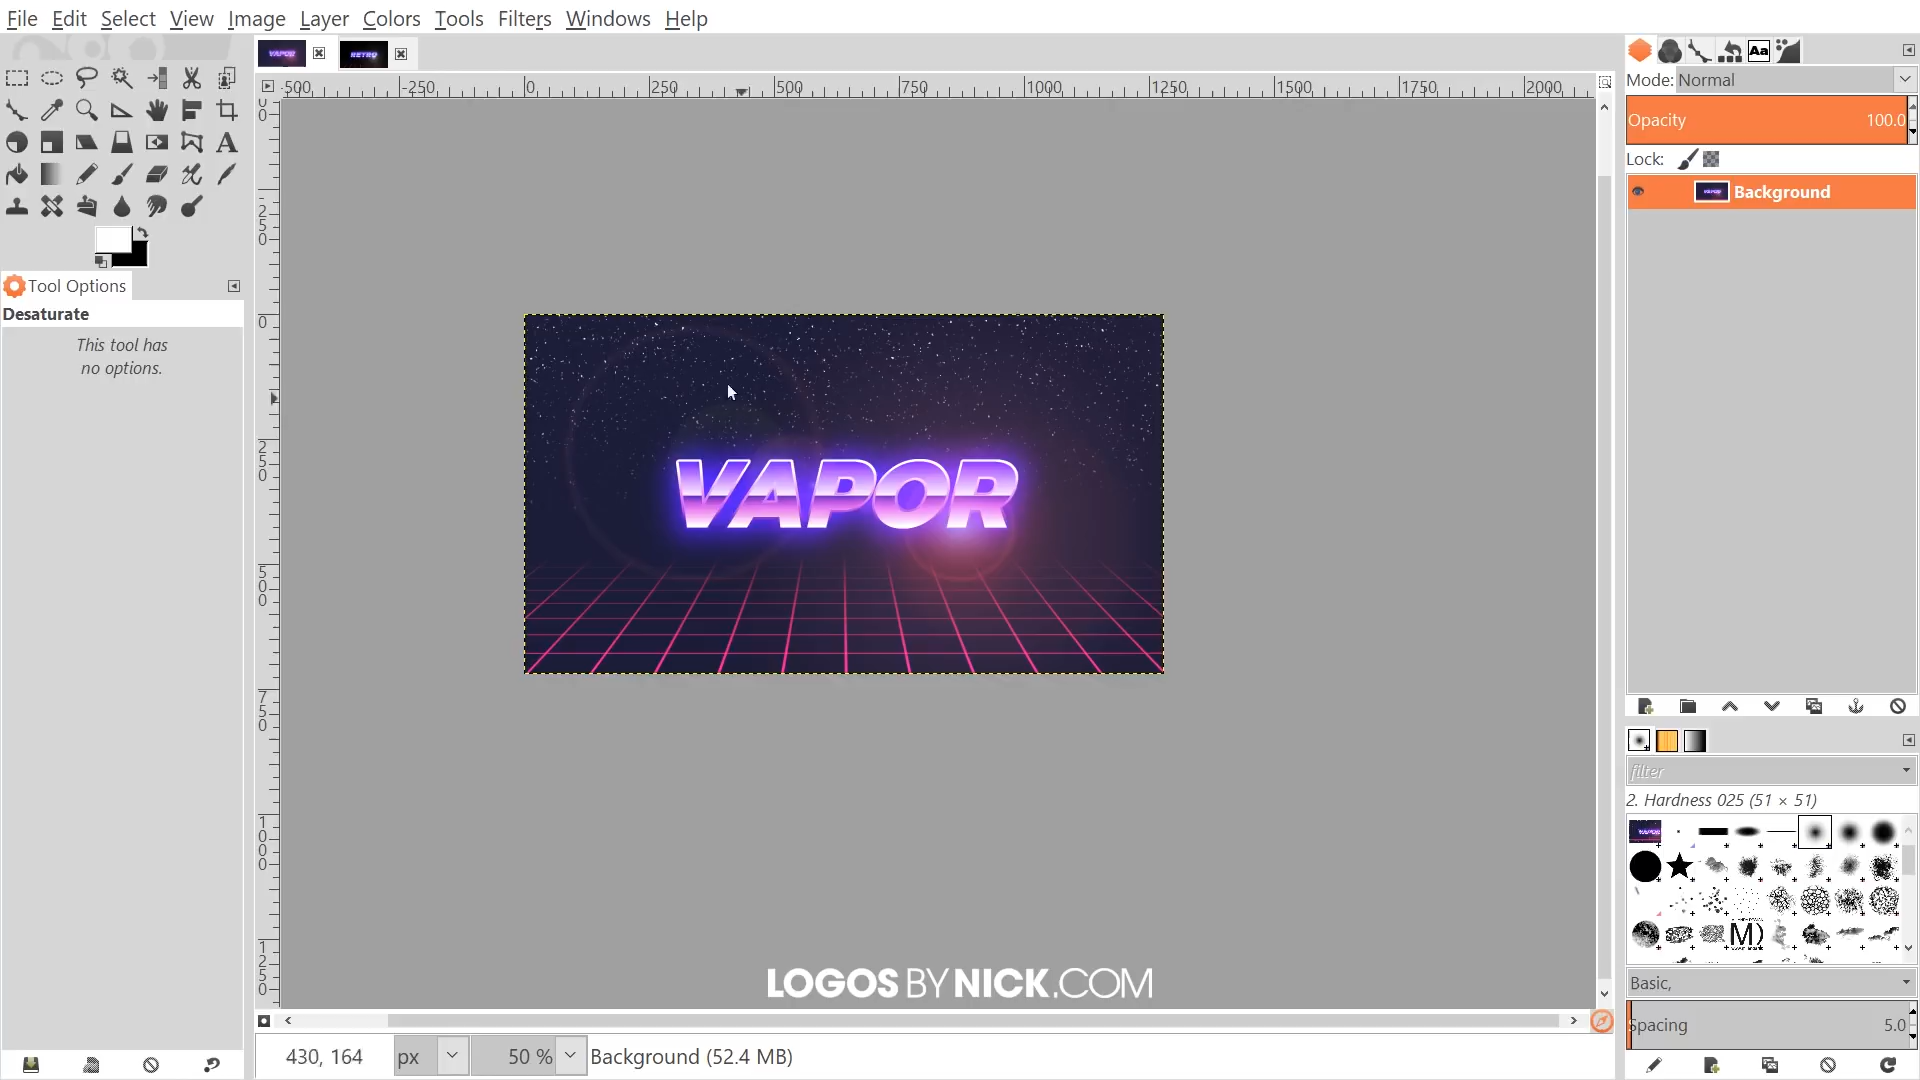 File Edit Select View Image Layer Colors Tools Filters Windows Help
VAPOR
RETRO
-500 -250 0 250 500 750 1000 1250 1500 1750 2000
Mode: Normal
Opacity 100.0
Lock:
Background
Tool Options
Desaturate
This tool has
no options.
0
250
500
750
1000
1250
VAPOR
filter
2. Hardness 025 (51 × 51)
M)
Basic,
Spacing 5.0
LOGOS BY NICK.COM
430, 164 px 50 % Background (52.4 MB)